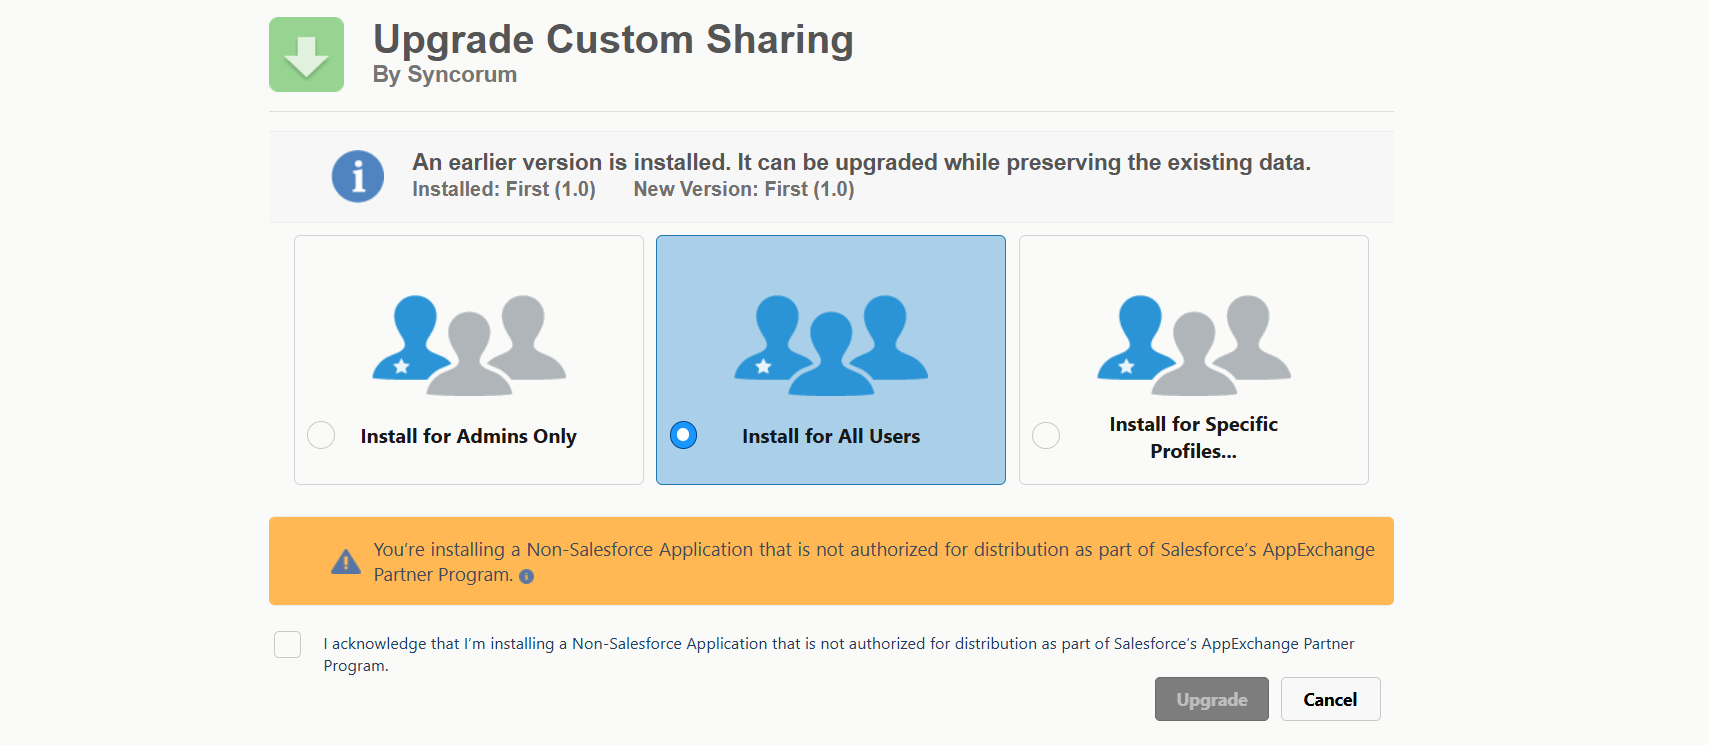 Upgrade Custom Sharing
By Syncorum
An earlier version is installed. It can be upgraded while preserving the existing data.
Installed: First (1.0) New Version: First (1.0)
Install for Admins Only
Install for All Users
Install for Specific
Profiles...
You’re installing a Non-Salesforce Application that is not authorized for distribution as part of Salesforce’s AppExchange
Partner Program.
I acknowledge that I’m installing a Non-Salesforce Application that is not authorized for distribution as part of Salesforce’s AppExchange Partner
Program.
Upgrade Cancel